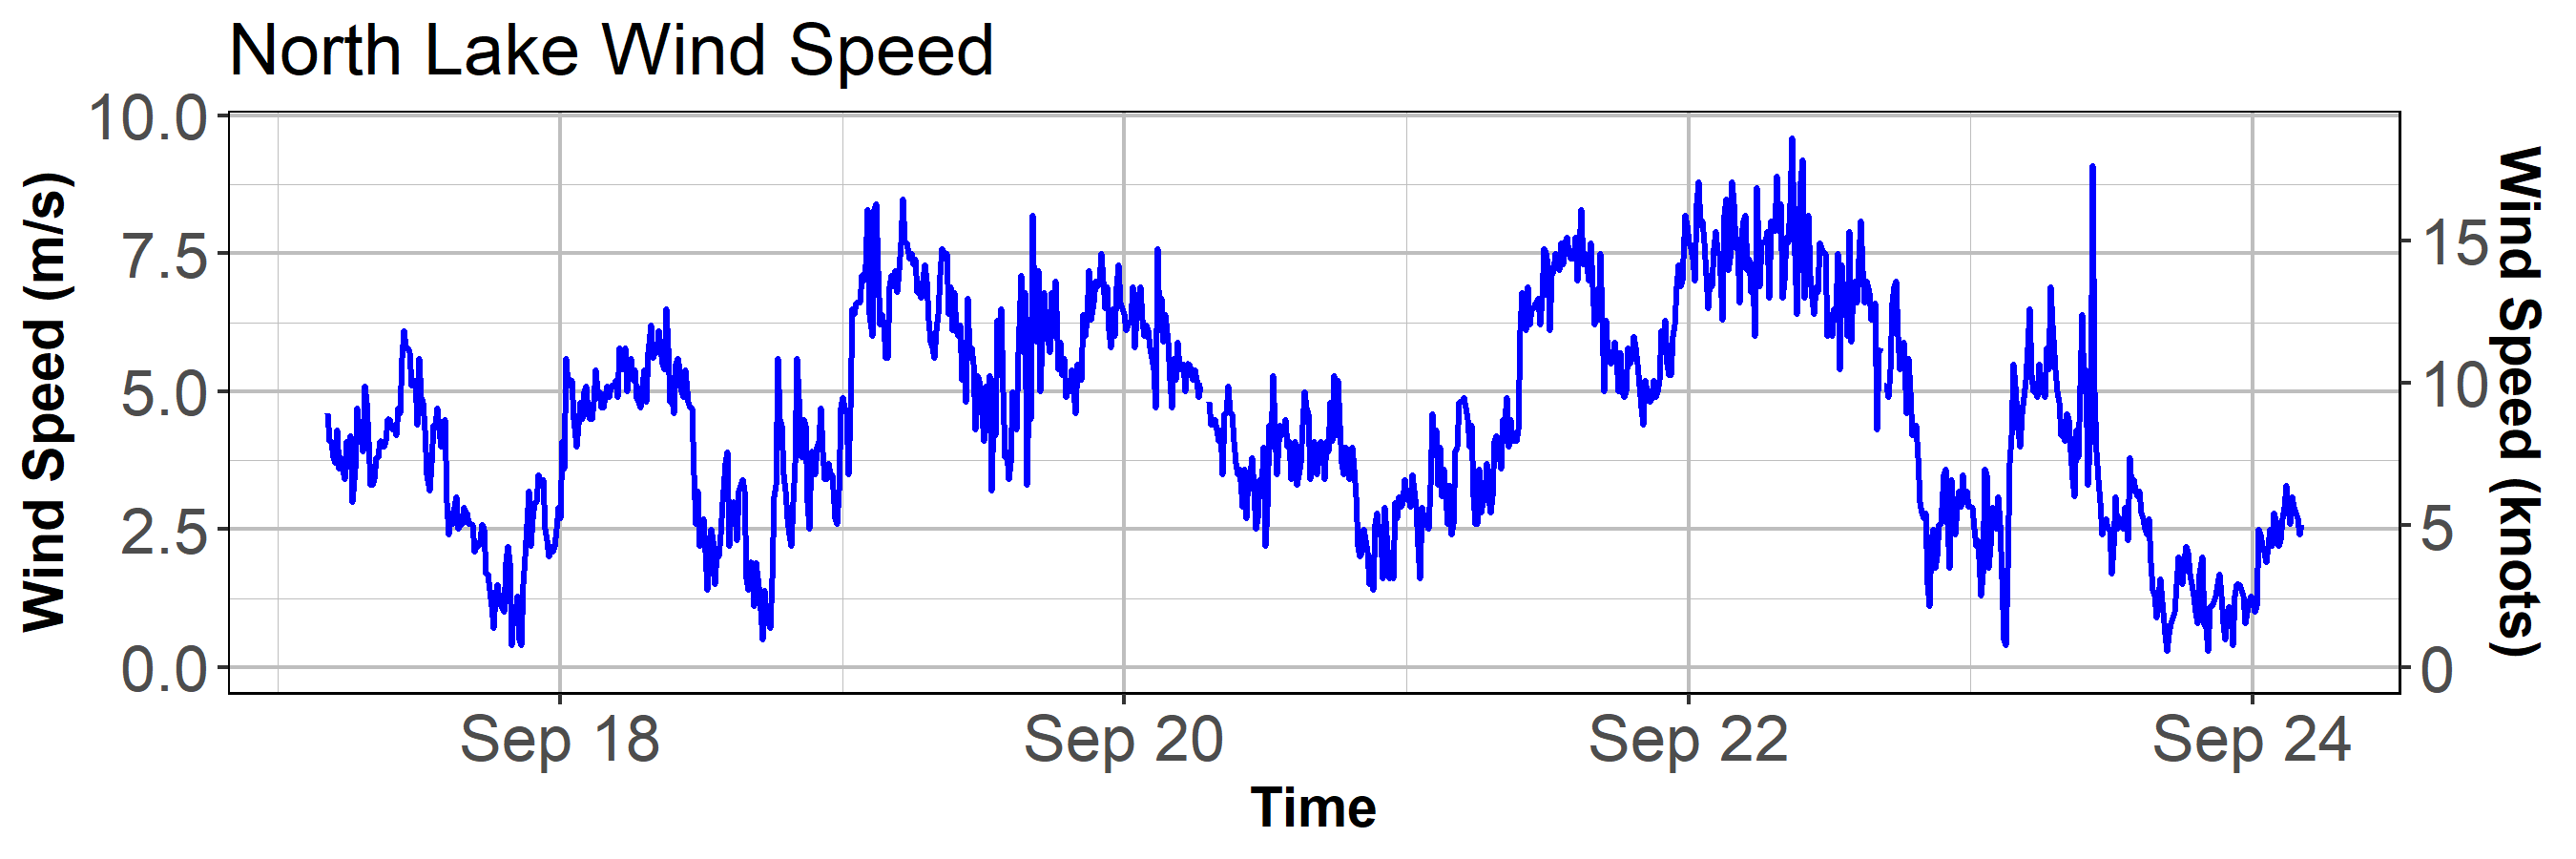 North Lake Wind Speed
Wind Speed (m/s)
10.0
7.5
5.0
2.5
0.0
Wind Speed (knots)
15
10
5
0
Sep 18
Sep 20
Sep 22
Sep 24
Time